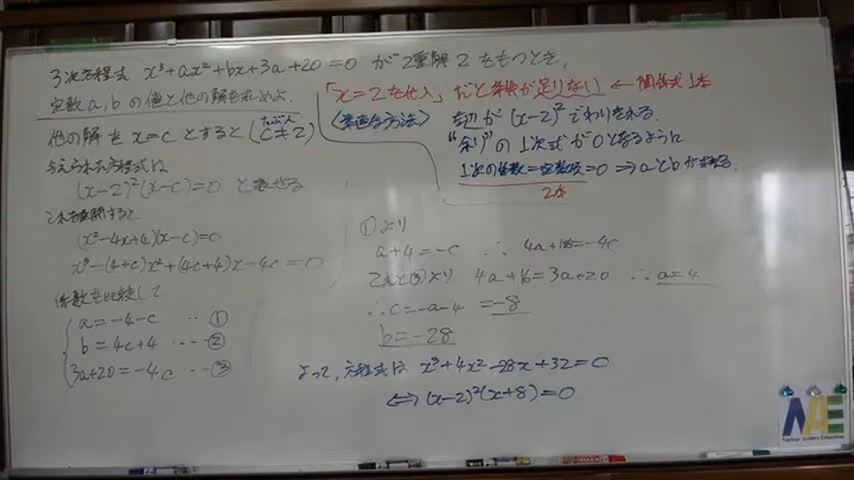 3次方程式 x³+ax²+bx+3a+20=0 が2重解2をもつとき,
定数a,bの値と他の解を求めよ.
他の解を x=c とすると(たぶんc≠2)
与えられた方程式は
(x-2)²(x-c)=0 と表せる
これを展開すると
(x²-4x+4)(x-c)=0
x³-(4+c)x²+(4c+4)x-4c=0
係数を比較して
a=-4-c ‥①
b=4c+4 ‥‥②
3a+20=-4c ‥‥③
「x=2を代入」だと条件が足りない ← 関係式1本
〈素直な方法〉 左辺が(x-2)²でわりきれる.
"余り"の1次式が0となるように
1次の係数=定数項=0 ⇒aとbが求まる.
2本
①より
a+4=-c ∴ 4a+16=-4c
これと③より 4a+16=3a+20 ∴a=4
∴c=-a-4=-8
b=-28
よって,方程式は x³+4x²-28x+32=0
⇔(x-2)²(x+8)=0
NAE